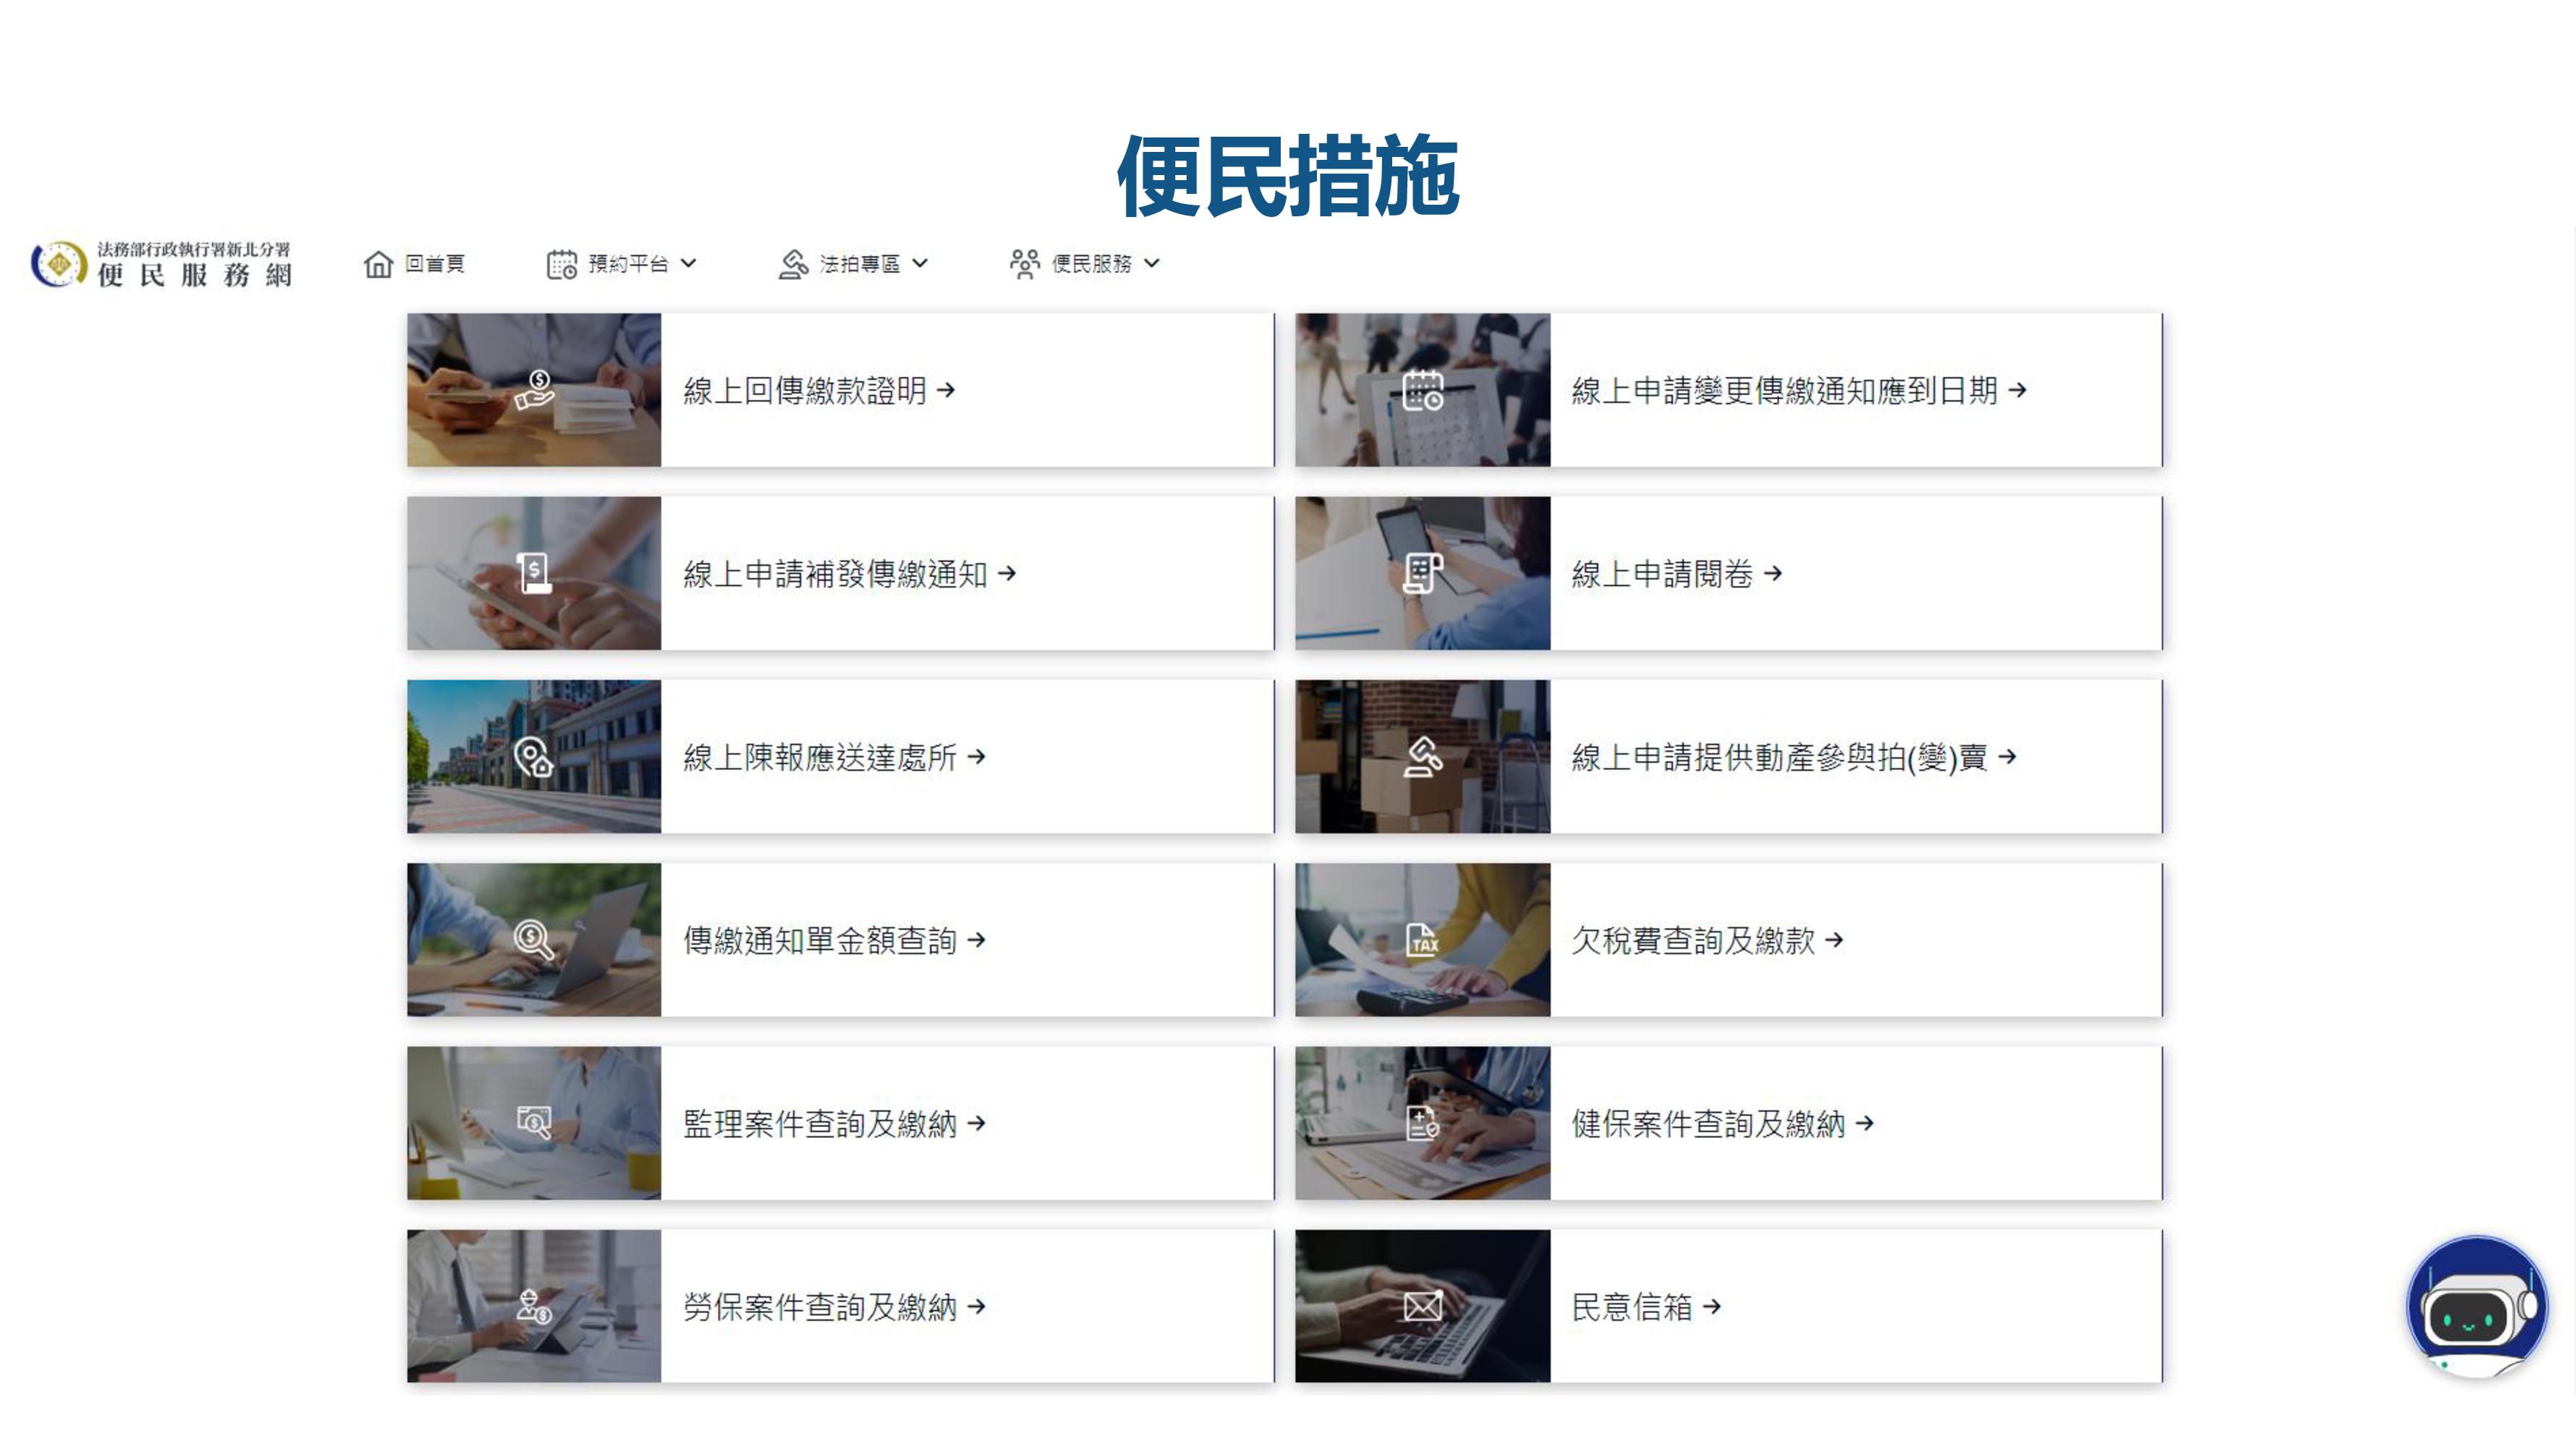 便民措施
法務部行政執行署新北分署
便民服務網
回首頁
預約平台
法拍專區
便民服務
線上回傳繳款證明
線上申請變更傳繳通知應到日期
線上申請補發傳繳通知
線上申請閱卷
線上陳報應送達處所
線上申請提供動產參與拍(變)賣
傳繳通知單金額查詢
TAX
欠稅費查詢及繳款
監理案件查詢及繳納
健保案件查詢及繳納
勞保案件查詢及繳納
民意信箱